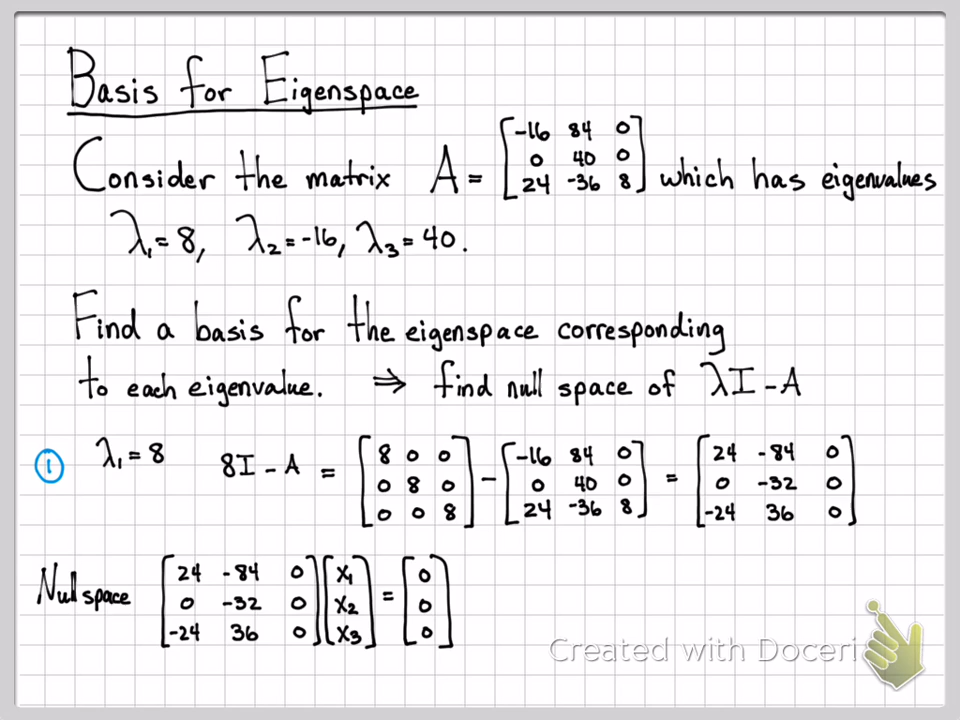 Basis for Eigenspace
Consider the matrix A = [-16 84 0; 0 40 0; 24 -36 8] which has eigenvalues
λ₁ = 8, λ₂ = -16, λ₃ = 40.
Find a basis for the eigenspace corresponding
to each eigenvalue. ⇒ find null space of λI - A
① λ₁ = 8 8I - A = [8 0 0; 0 8 0; 0 0 8] - [-16 84 0; 0 40 0; 24 -36 8] = [24 -84 0; 0 -32 0; -24 36 0]
Null space [24 -84 0; 0 -32 0; -24 36 0] [x₁; x₂; x₃] = [0; 0; 0]
Created with Doceri